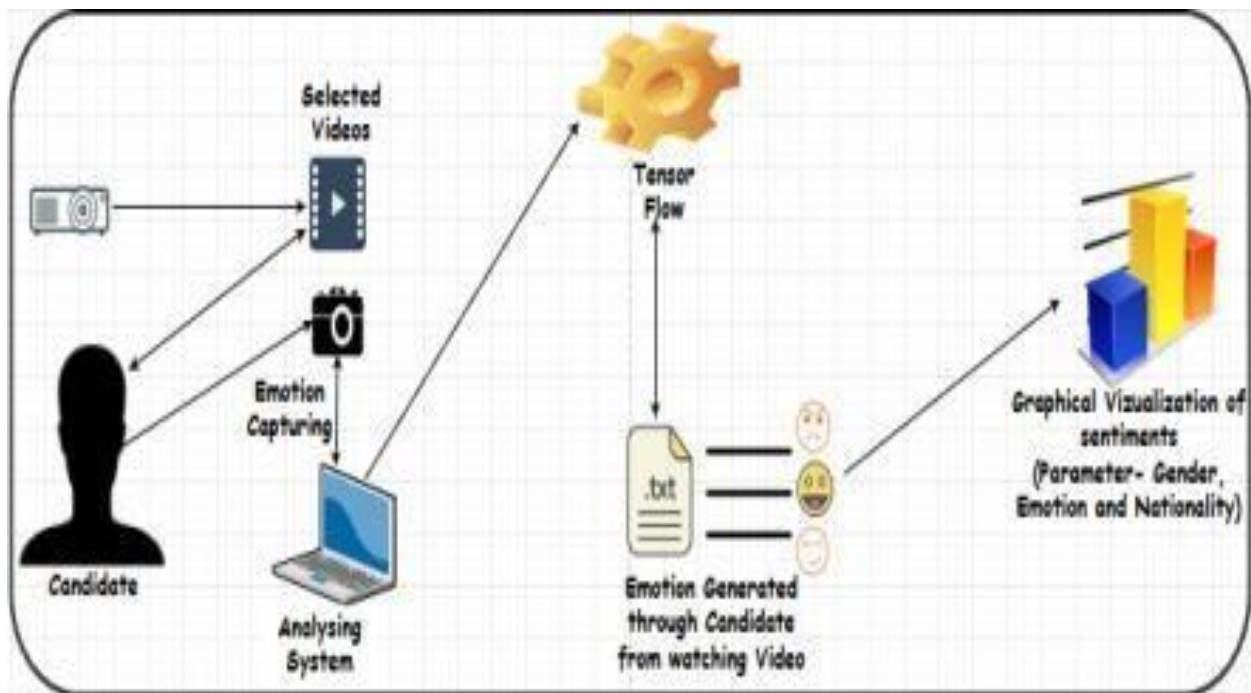 Selected
Videos
Tensor
Flow
Emotion
Capturing
Candidate
Analysing
System
.txt
Emotion Generated
through Candidate
from watching Video
Graphical Vizualization of
sentiments
(Parameter- Gender,
Emotion and Nationality)